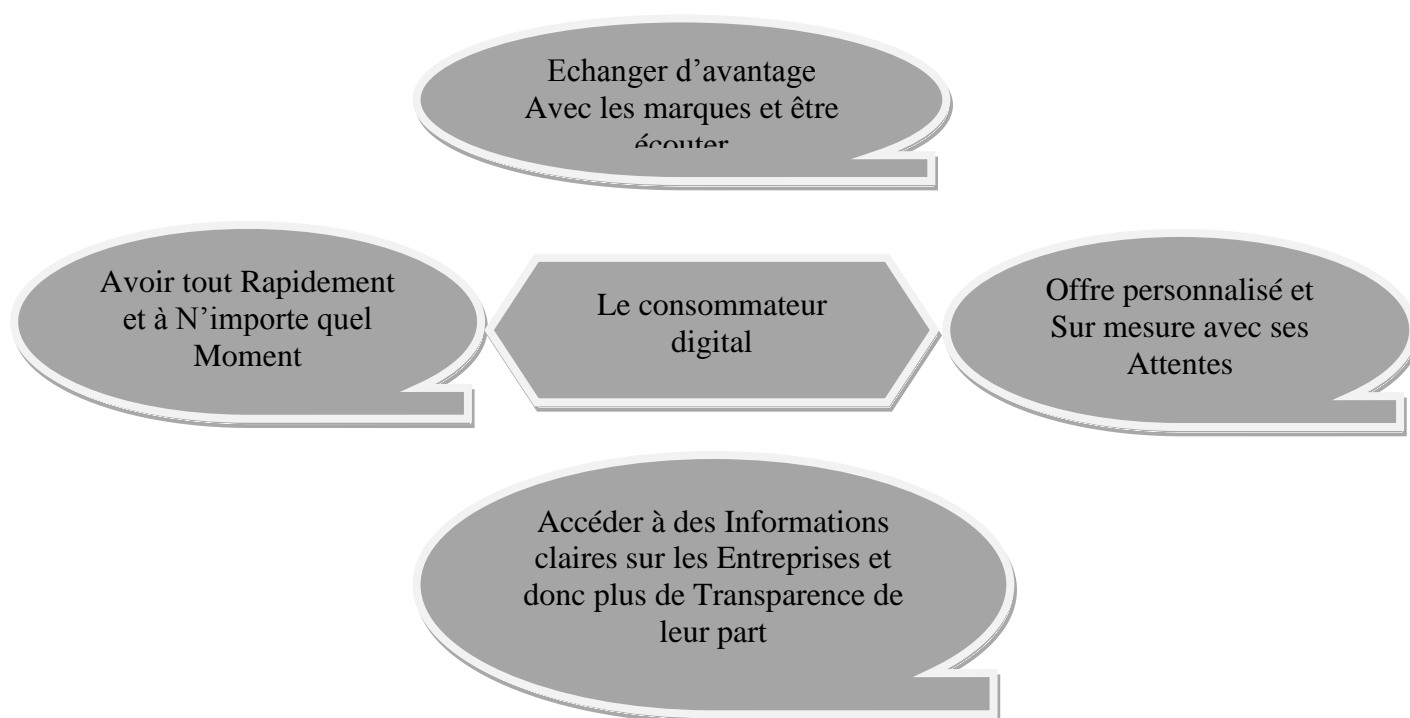 Echanger d’avantage
Avec les marques et être
écouter
Avoir tout Rapidement
et à N’importe quel
Moment
Le consommateur
digital
Offre personnalisé et
Sur mesure avec ses
Attentes
Accéder à des Informations
claires sur les Entreprises et
donc plus de Transparence de
leur part